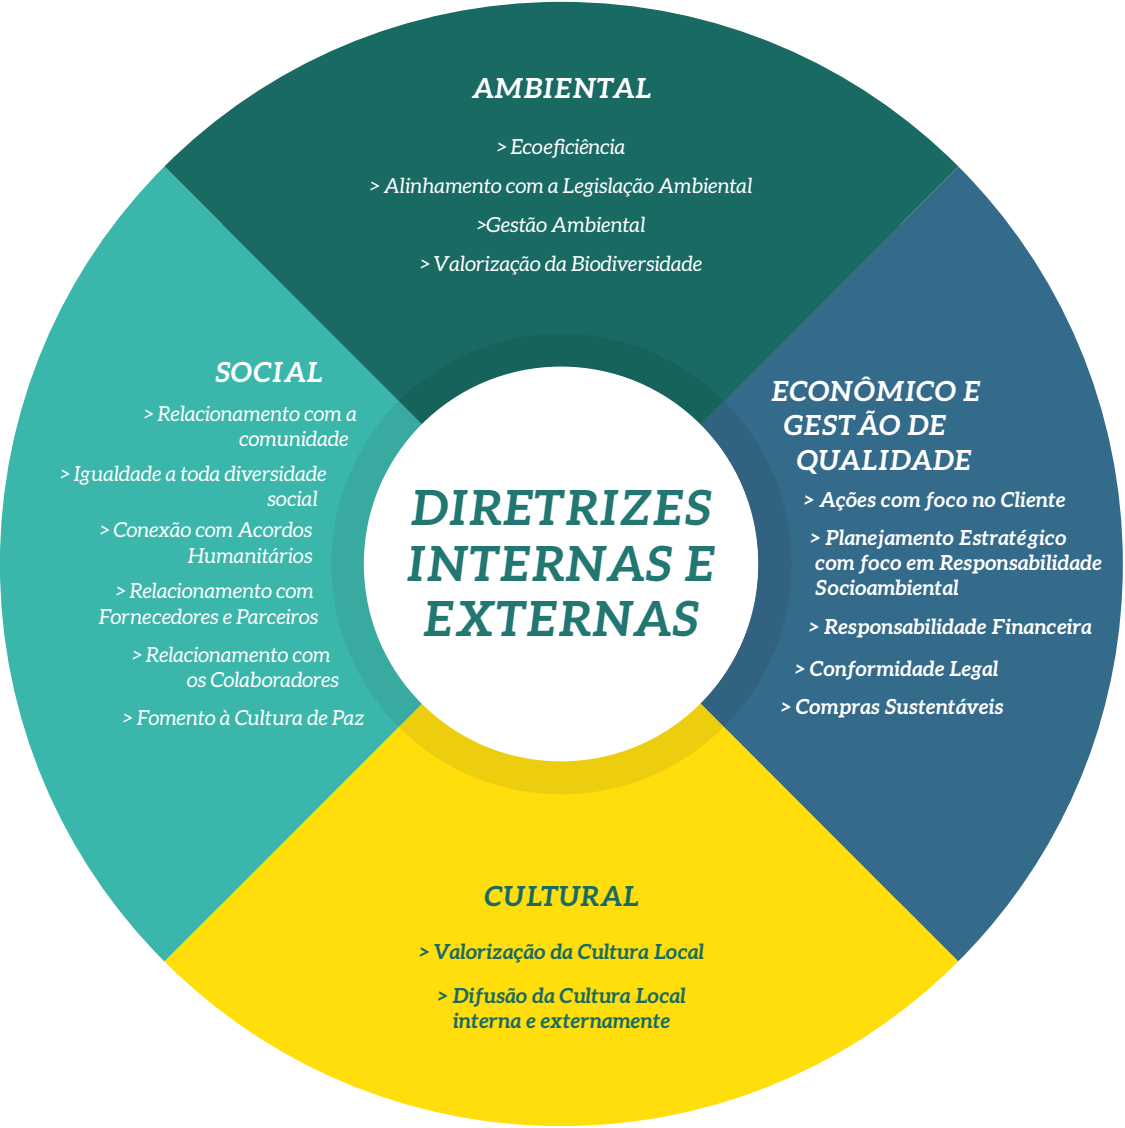 AMBIENTAL
> Ecoeficiência
> Alinhamento com a Legislação Ambiental
>Gestão Ambiental
> Valorização da Biodiversidade
SOCIAL
> Relacionamento com a
comunidade
> Igualdade a toda diversidade
social
> Conexão com Acordos
Humanitários
> Relacionamento com
Fornecedores e Parceiros
> Relacionamento com
os Colaboradores
> Fomento à Cultura de Paz
DIRETRIZES
INTERNAS E
EXTERNAS
ECONÔMICO E
GESTÃO DE
QUALIDADE
> Ações com foco no Cliente
> Planejamento Estratégico
com foco em Responsabilidade
Socioambiental
> Responsabilidade Financeira
> Conformidade Legal
> Compras Sustentáveis
CULTURAL
> Valorização da Cultura Local
> Difusão da Cultura Local
interna e externamente